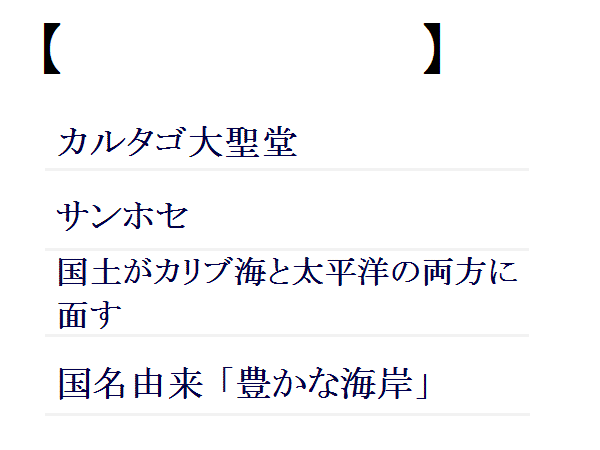 【 】
カルタゴ大聖堂
サンホセ
国土がカリブ海と太平洋の両方に
面す
国名由来「豊かな海岸」